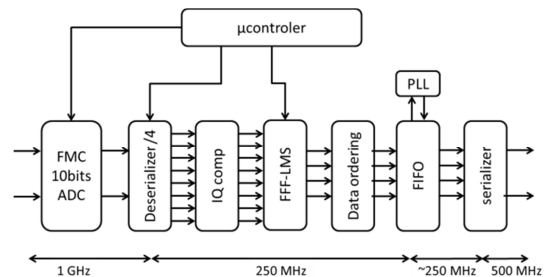 µcontroler
PLL
FMC
10bits
ADC
Deserializer /4
IQ comp
FFF-LMS
Data ordering
FIFO
serializer
1 GHz
250 MHz
~250 MHz
500 MHz